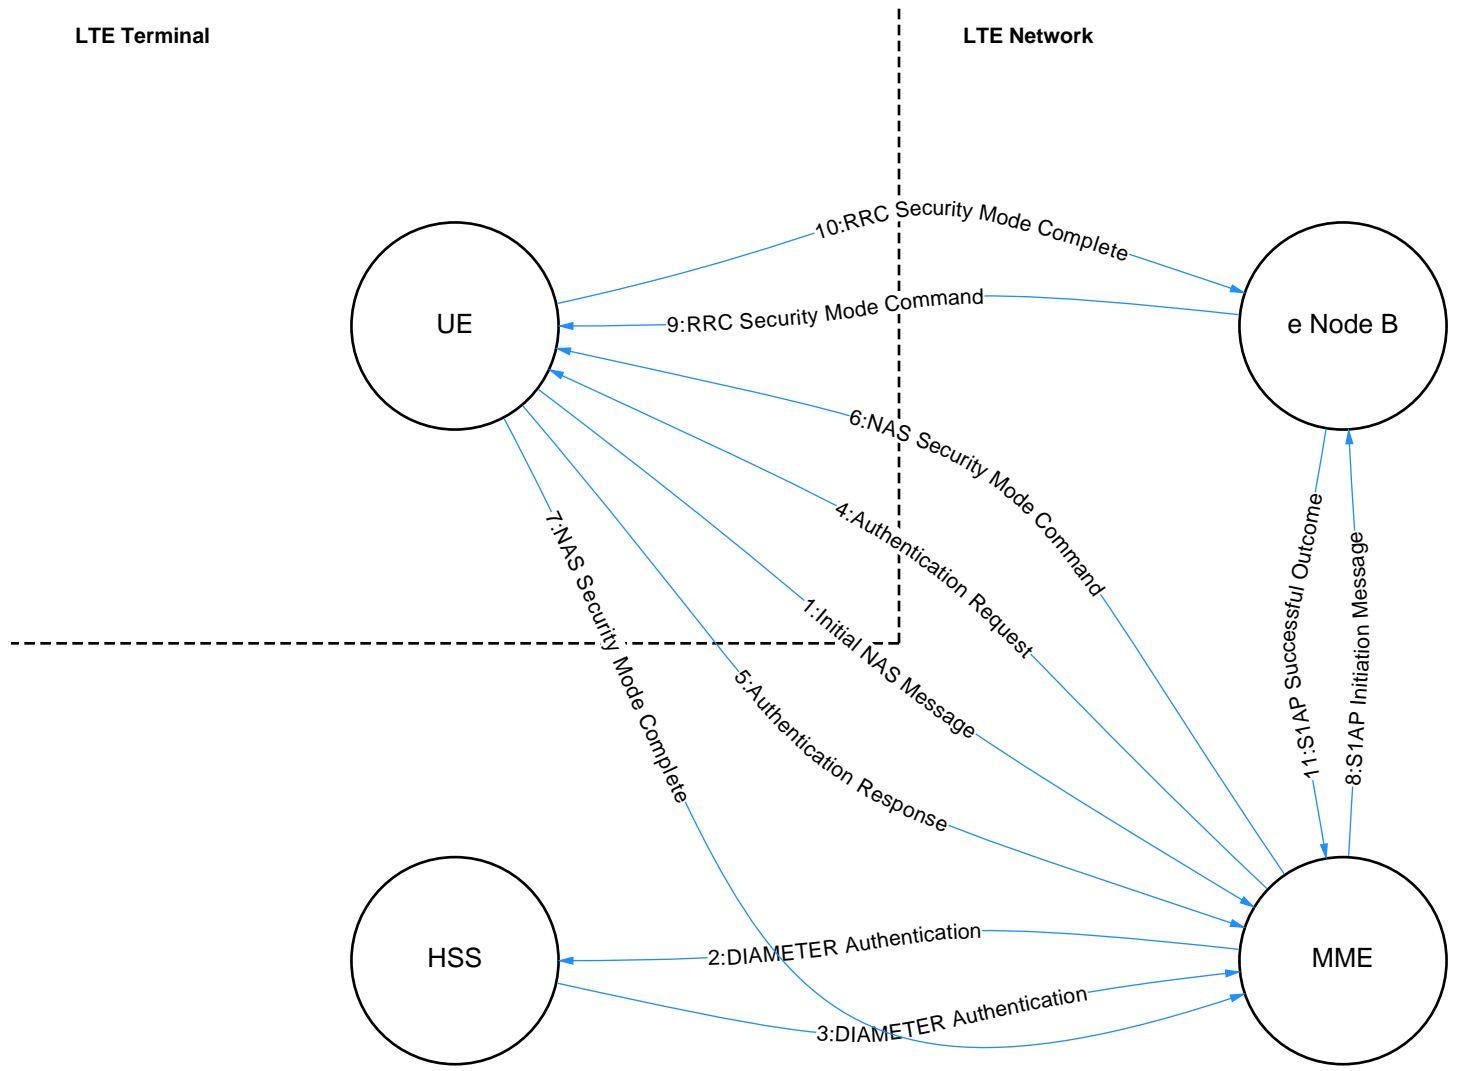 LTE Terminal
LTE Network
10:RRC Security Mode Complete
UE
9:RRC Security Mode Command
e Node B
6:NAS Security Mode Command
4:Authentication Request
7:NAS Security Mode Complete
1:Initial NAS Message
5:Authentication Response
11:S1AP Successful Outcome
8:S1AP Initiation Message
HSS
2:DIAMETER Authentication
MME
3:DIAMETER Authentication